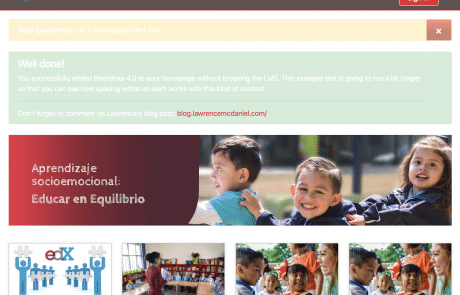 Holy guacamole! I'm a dismissible alert box.
×
Well done!
You successfully added Bootstrap 4.0 to your homepage without breaking the LMS. This example text is going to run a bit longer
so that you can see how spacing within an alert works with this kind of content.
Don't forget to comment on Lawrence's blog post: blog.lawrencemcdaniel.com/
Aprendizaje
socioemocional:
Educar en Equilibrio
edX